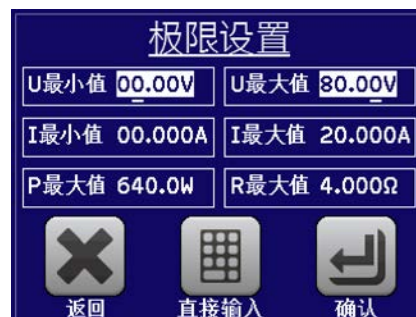 极限设置
U最小值 00.00V U最大值 80.00V
I最小值 00.000A I最大值 20.000A
P最大值 640.0W R最大值 4.000Ω
返回 直接输入 确认